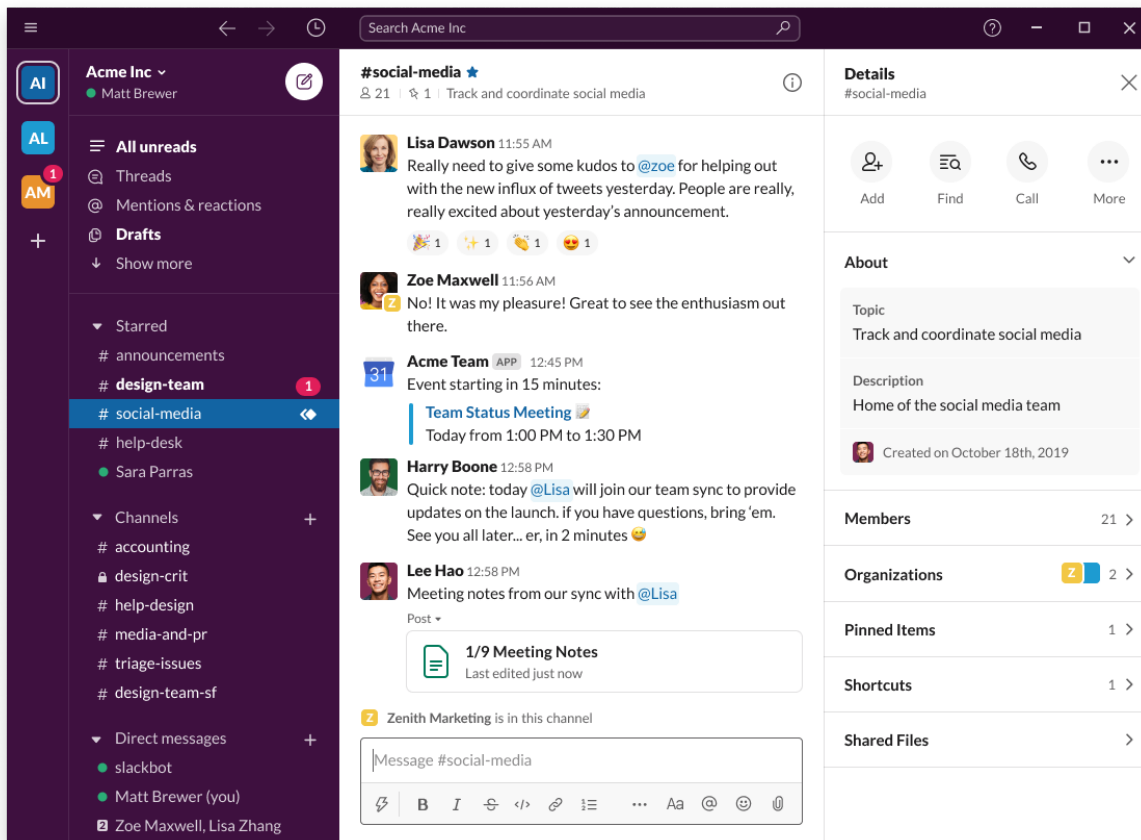 Search Acme Inc
AI
AL
1
AM
Acme Inc
Matt Brewer
All unreads
Threads
@ Mentions & reactions
Drafts
Show more
Starred
# announcements
# design-team 1
# social-media
# help-desk
Sara Parras
Channels +
# accounting
design-crit
# help-design
# media-and-pr
# triage-issues
# design-team-sf
Direct messages +
slackbot
Matt Brewer (you)
2 Zoe Maxwell, Lisa Zhang
#social-media
21 | 1 | Track and coordinate social media
Lisa Dawson 11:55 AM
Really need to give some kudos to @zoe for helping out
with the new influx of tweets yesterday. People are really,
really excited about yesterday’s announcement.
🎉 1 ✨ 1 👏 1 😍 1
Zoe Maxwell 11:56 AM
Z
No! It was my pleasure! Great to see the enthusiasm out
there.
31
Acme Team APP 12:45 PM
Event starting in 15 minutes:
Team Status Meeting 📝
Today from 1:00 PM to 1:30 PM
Harry Boone 12:58 PM
Quick note: today @Lisa will join our team sync to provide
updates on the launch. if you have questions, bring ‘em.
See you all later... er, in 2 minutes 😅
Lee Hao 12:58 PM
Meeting notes from our sync with @Lisa
Post
1/9 Meeting Notes
Last edited just now
Z Zenith Marketing is in this channel
Message #social-media
B I S </> ... Aa @
Details
#social-media
Add Find Call More
About
Topic
Track and coordinate social media
Description
Home of the social media team
Created on October 18th, 2019
Members 21
Organizations Z 2
Pinned Items 1
Shortcuts 1
Shared Files